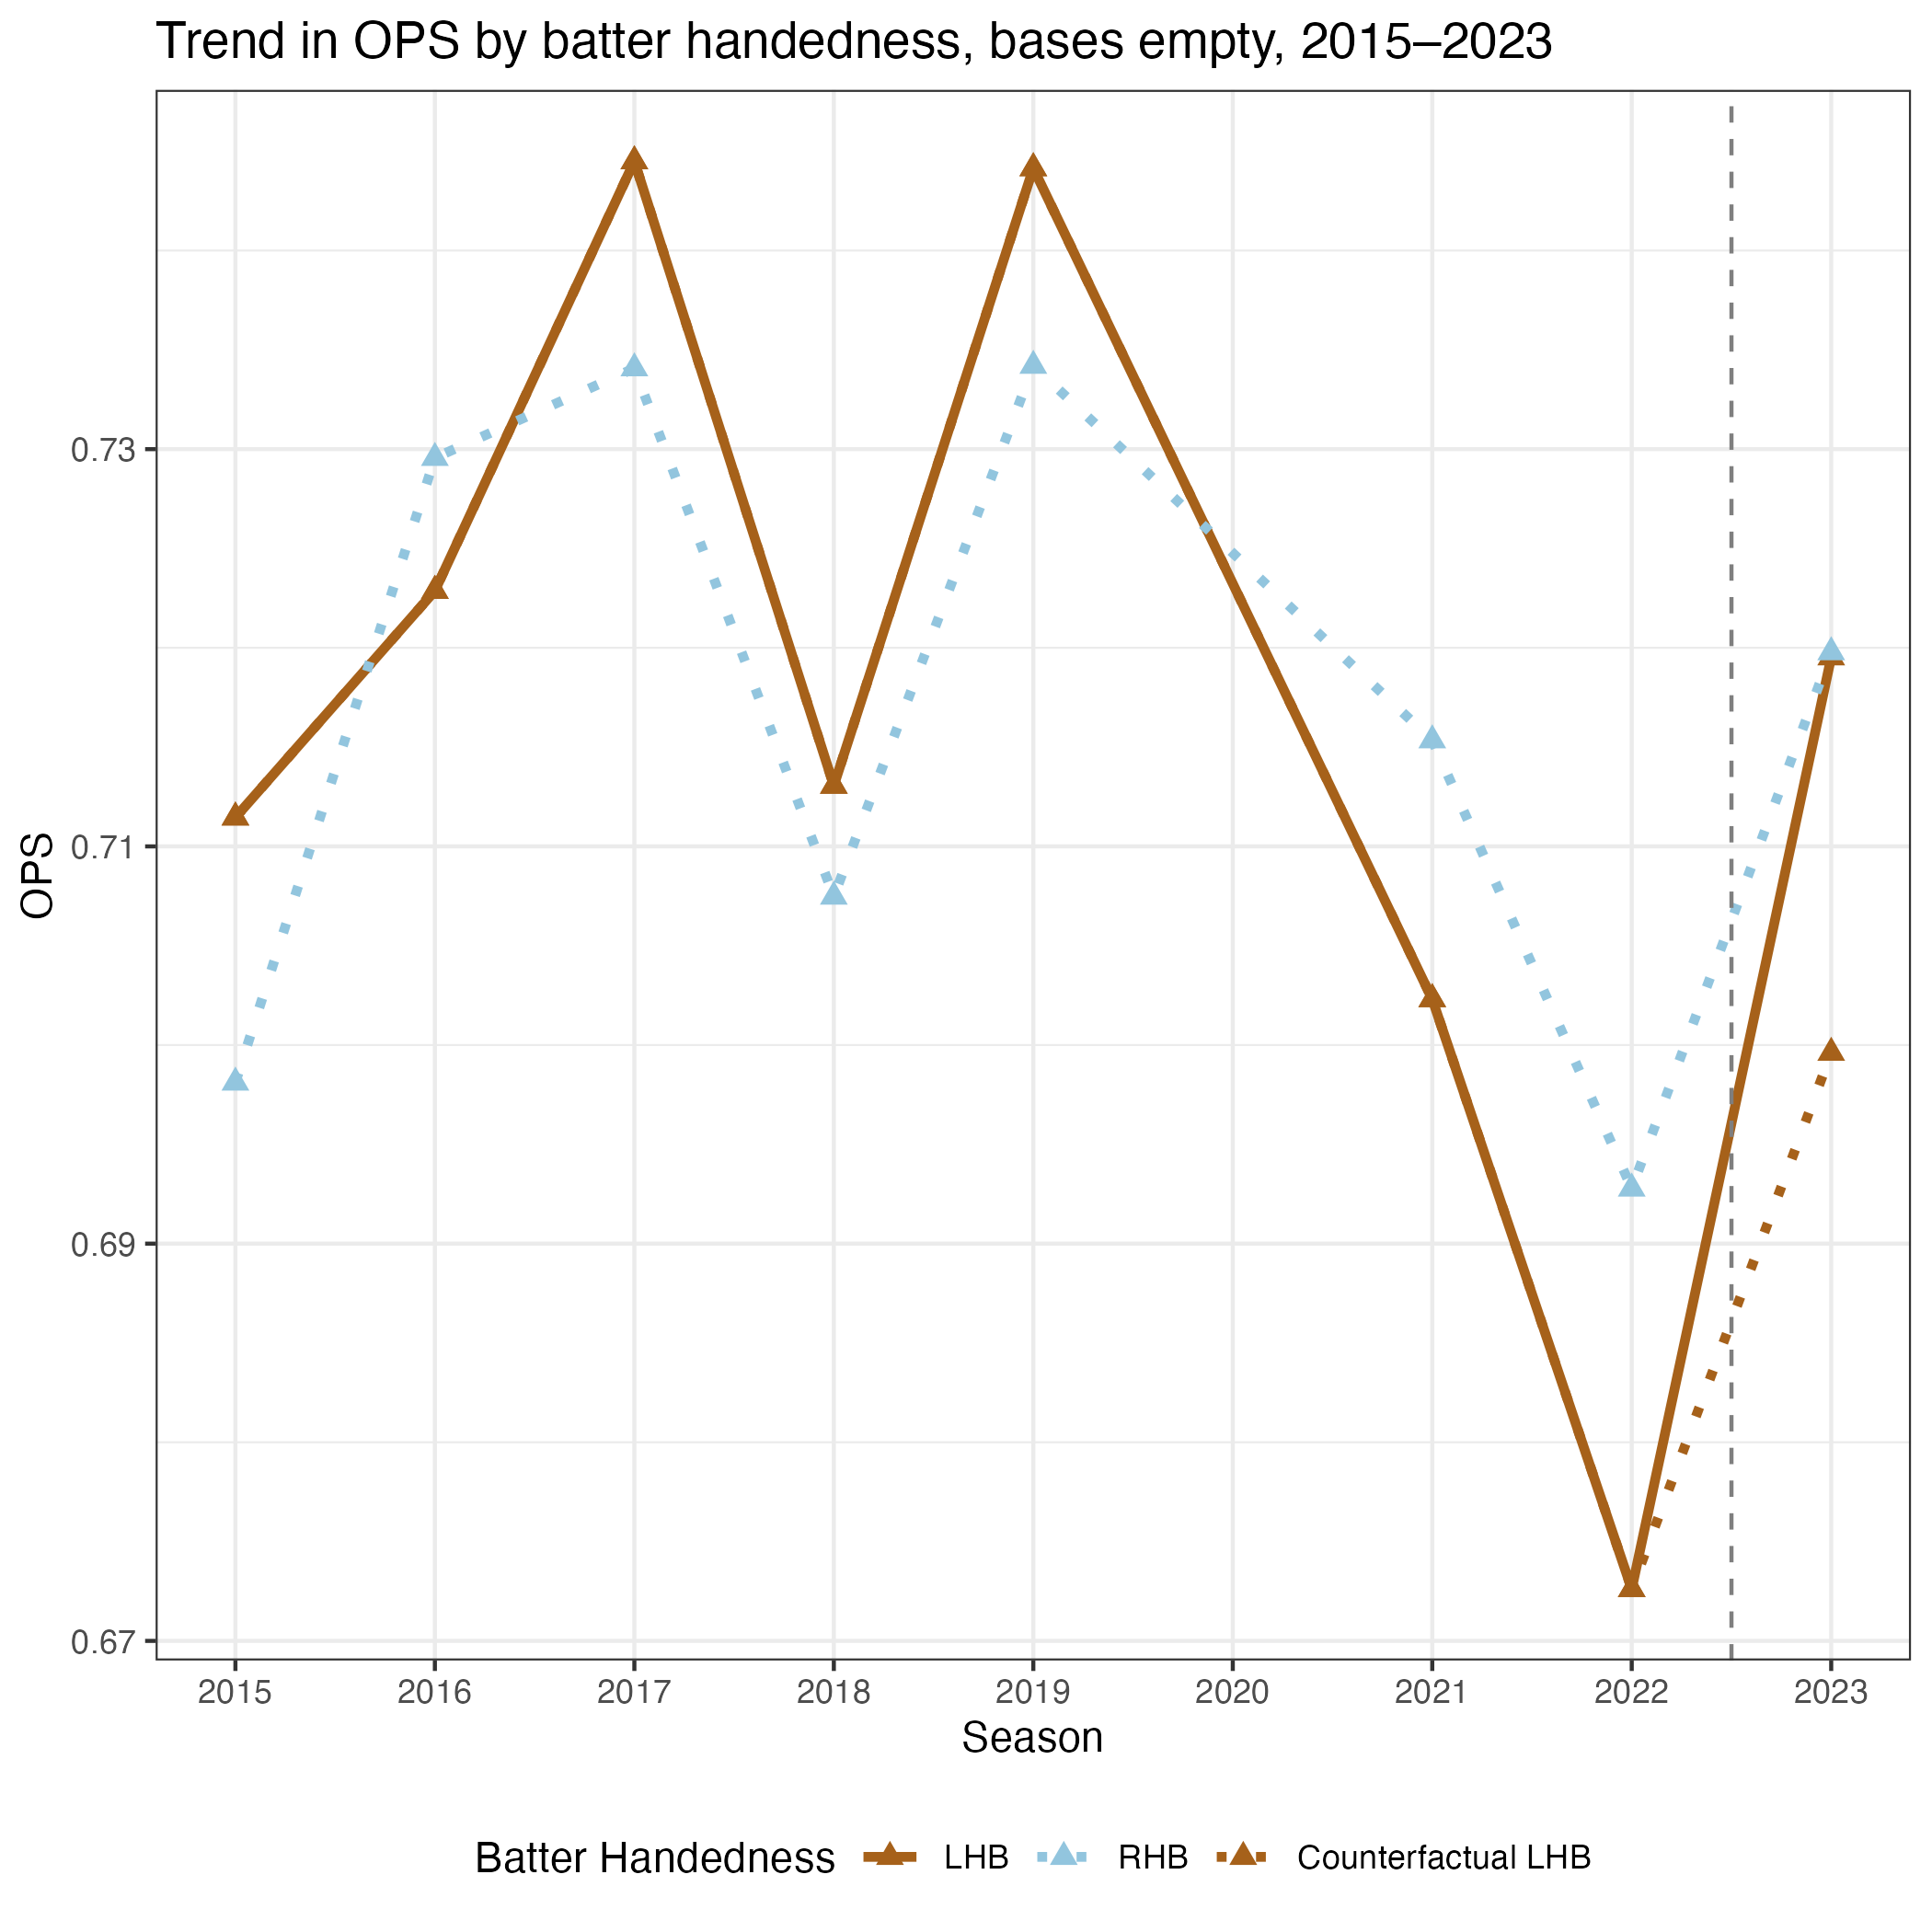 Trend in OPS by batter handedness, bases empty, 2015–2023
OPS
0.73
0.71
0.69
0.67
2015 2016 2017 2018 2019 2020 2021 2022 2023
Season
Batter Handedness LHB RHB Counterfactual LHB